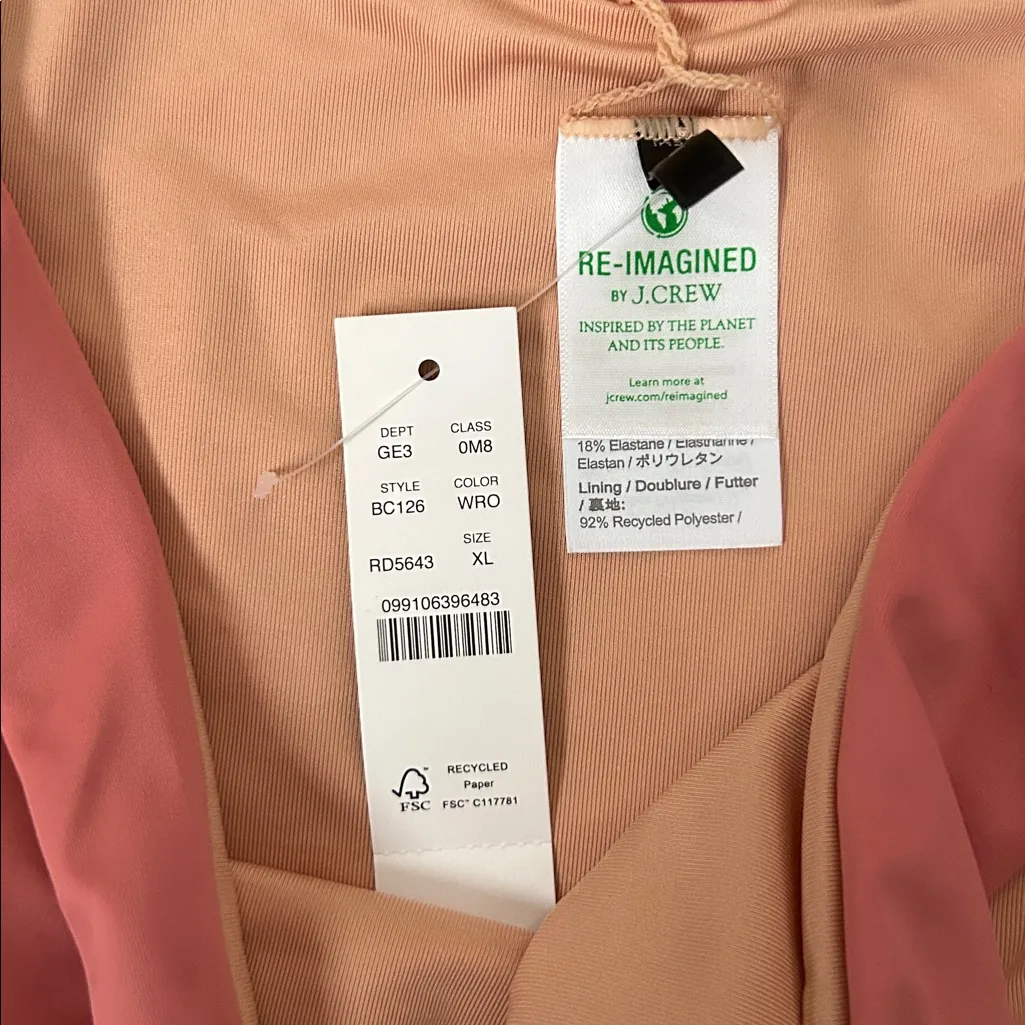 DEPT CLASS
GE3 0M8
STYLE COLOR
BC126 WRO
SIZE
RD5643 XL
099106396483
FSC
RECYCLED
Paper
FSC™ C117781
RE-IMAGINED
BY J.CREW
INSPIRED BY THE PLANET
AND ITS PEOPLE.
Learn more at
jcrew.com/reimagined
18% Elastane / Elasthanne /
Elastan / ポリウレタン
Lining / Doublure / Futter
/ 裏地:
92% Recycled Polyester /